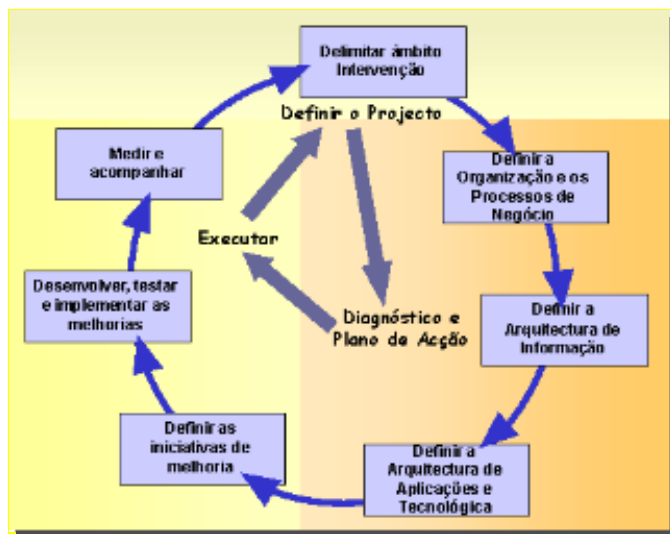 Delimitar âmbito
Intervenção
Definir o Projecto
Medir e
acompanhar
Definir a
Organização e os
Processos de
Negócio
Executar
Desenvolver, testar
e implementar as
melhorias
Diagnóstico e
Plano de Acção
Definir a
Arquitectura de
Informação
Definir as
iniciativas de
melhoria
Definir a
Arquitectura de
Aplicações e
Tecnológica